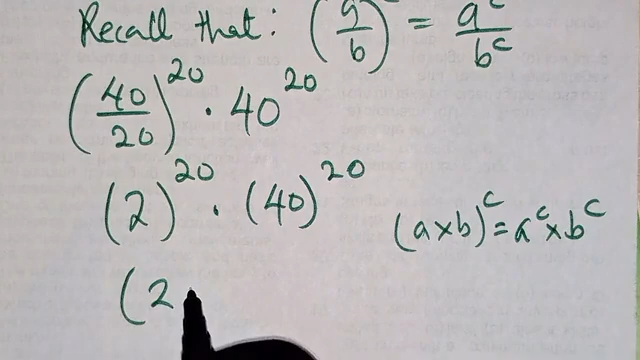 Recall that: (a/b)^c = a^c/b^c
(40/20)^20 · 40^20
(2)^20 · (40)^20
(a×b)^c = a^c × b^c
(2